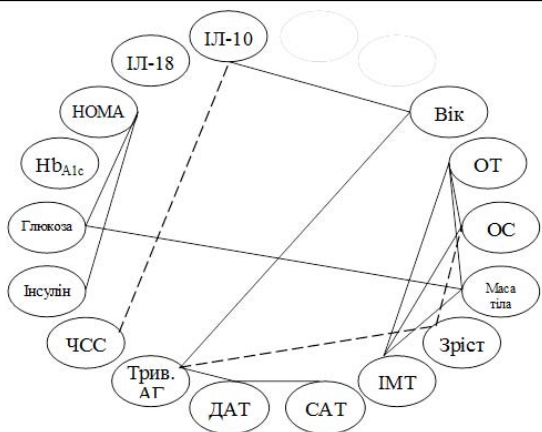 ІЛ-10
ІЛ-18
НОМА
Вік
HbA1c
ОТ
Глюкоза
ОС
Інсулін
Маса
тіла
ЧСС
Зріст
Трив.
АГ
ІМТ
ДАТ
САТ